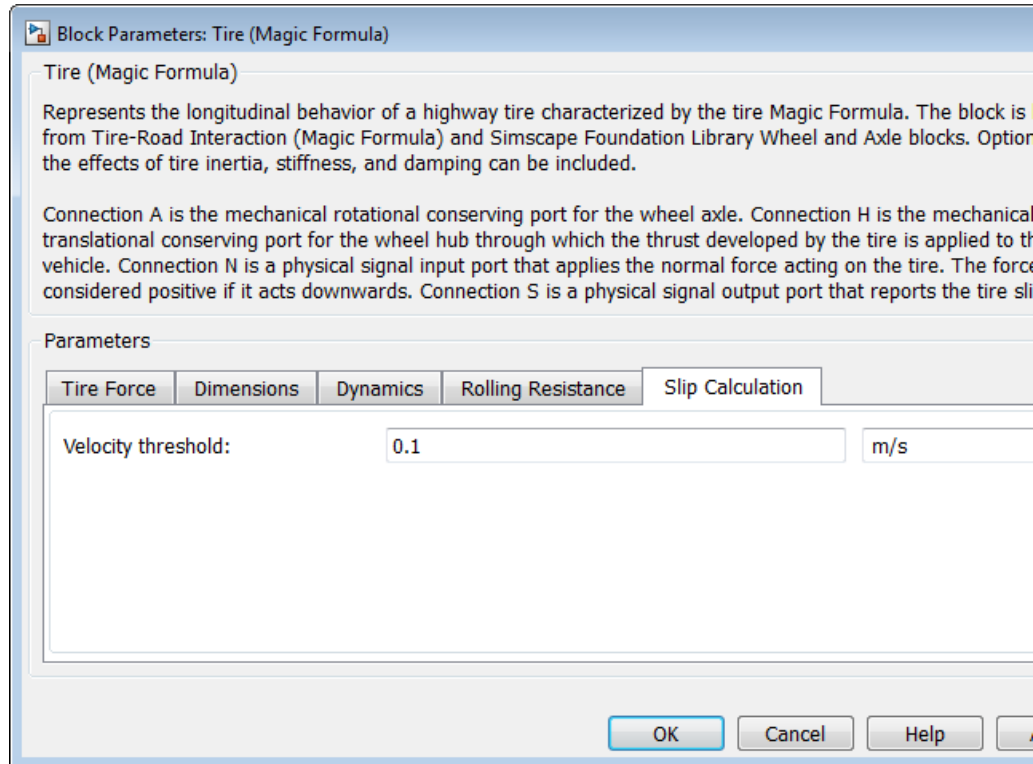 Block Parameters: Tire (Magic Formula)
Tire (Magic Formula)
Represents the longitudinal behavior of a highway tire characterized by the tire Magic Formula. The block is
from Tire-Road Interaction (Magic Formula) and Simscape Foundation Library Wheel and Axle blocks. Option
the effects of tire inertia, stiffness, and damping can be included.
Connection A is the mechanical rotational conserving port for the wheel axle. Connection H is the mechanical
translational conserving port for the wheel hub through which the thrust developed by the tire is applied to th
vehicle. Connection N is a physical signal input port that applies the normal force acting on the tire. The force
considered positive if it acts downwards. Connection S is a physical signal output port that reports the tire sli
Parameters
Tire Force Dimensions Dynamics Rolling Resistance Slip Calculation
Velocity threshold: 0.1 m/s
OK Cancel Help